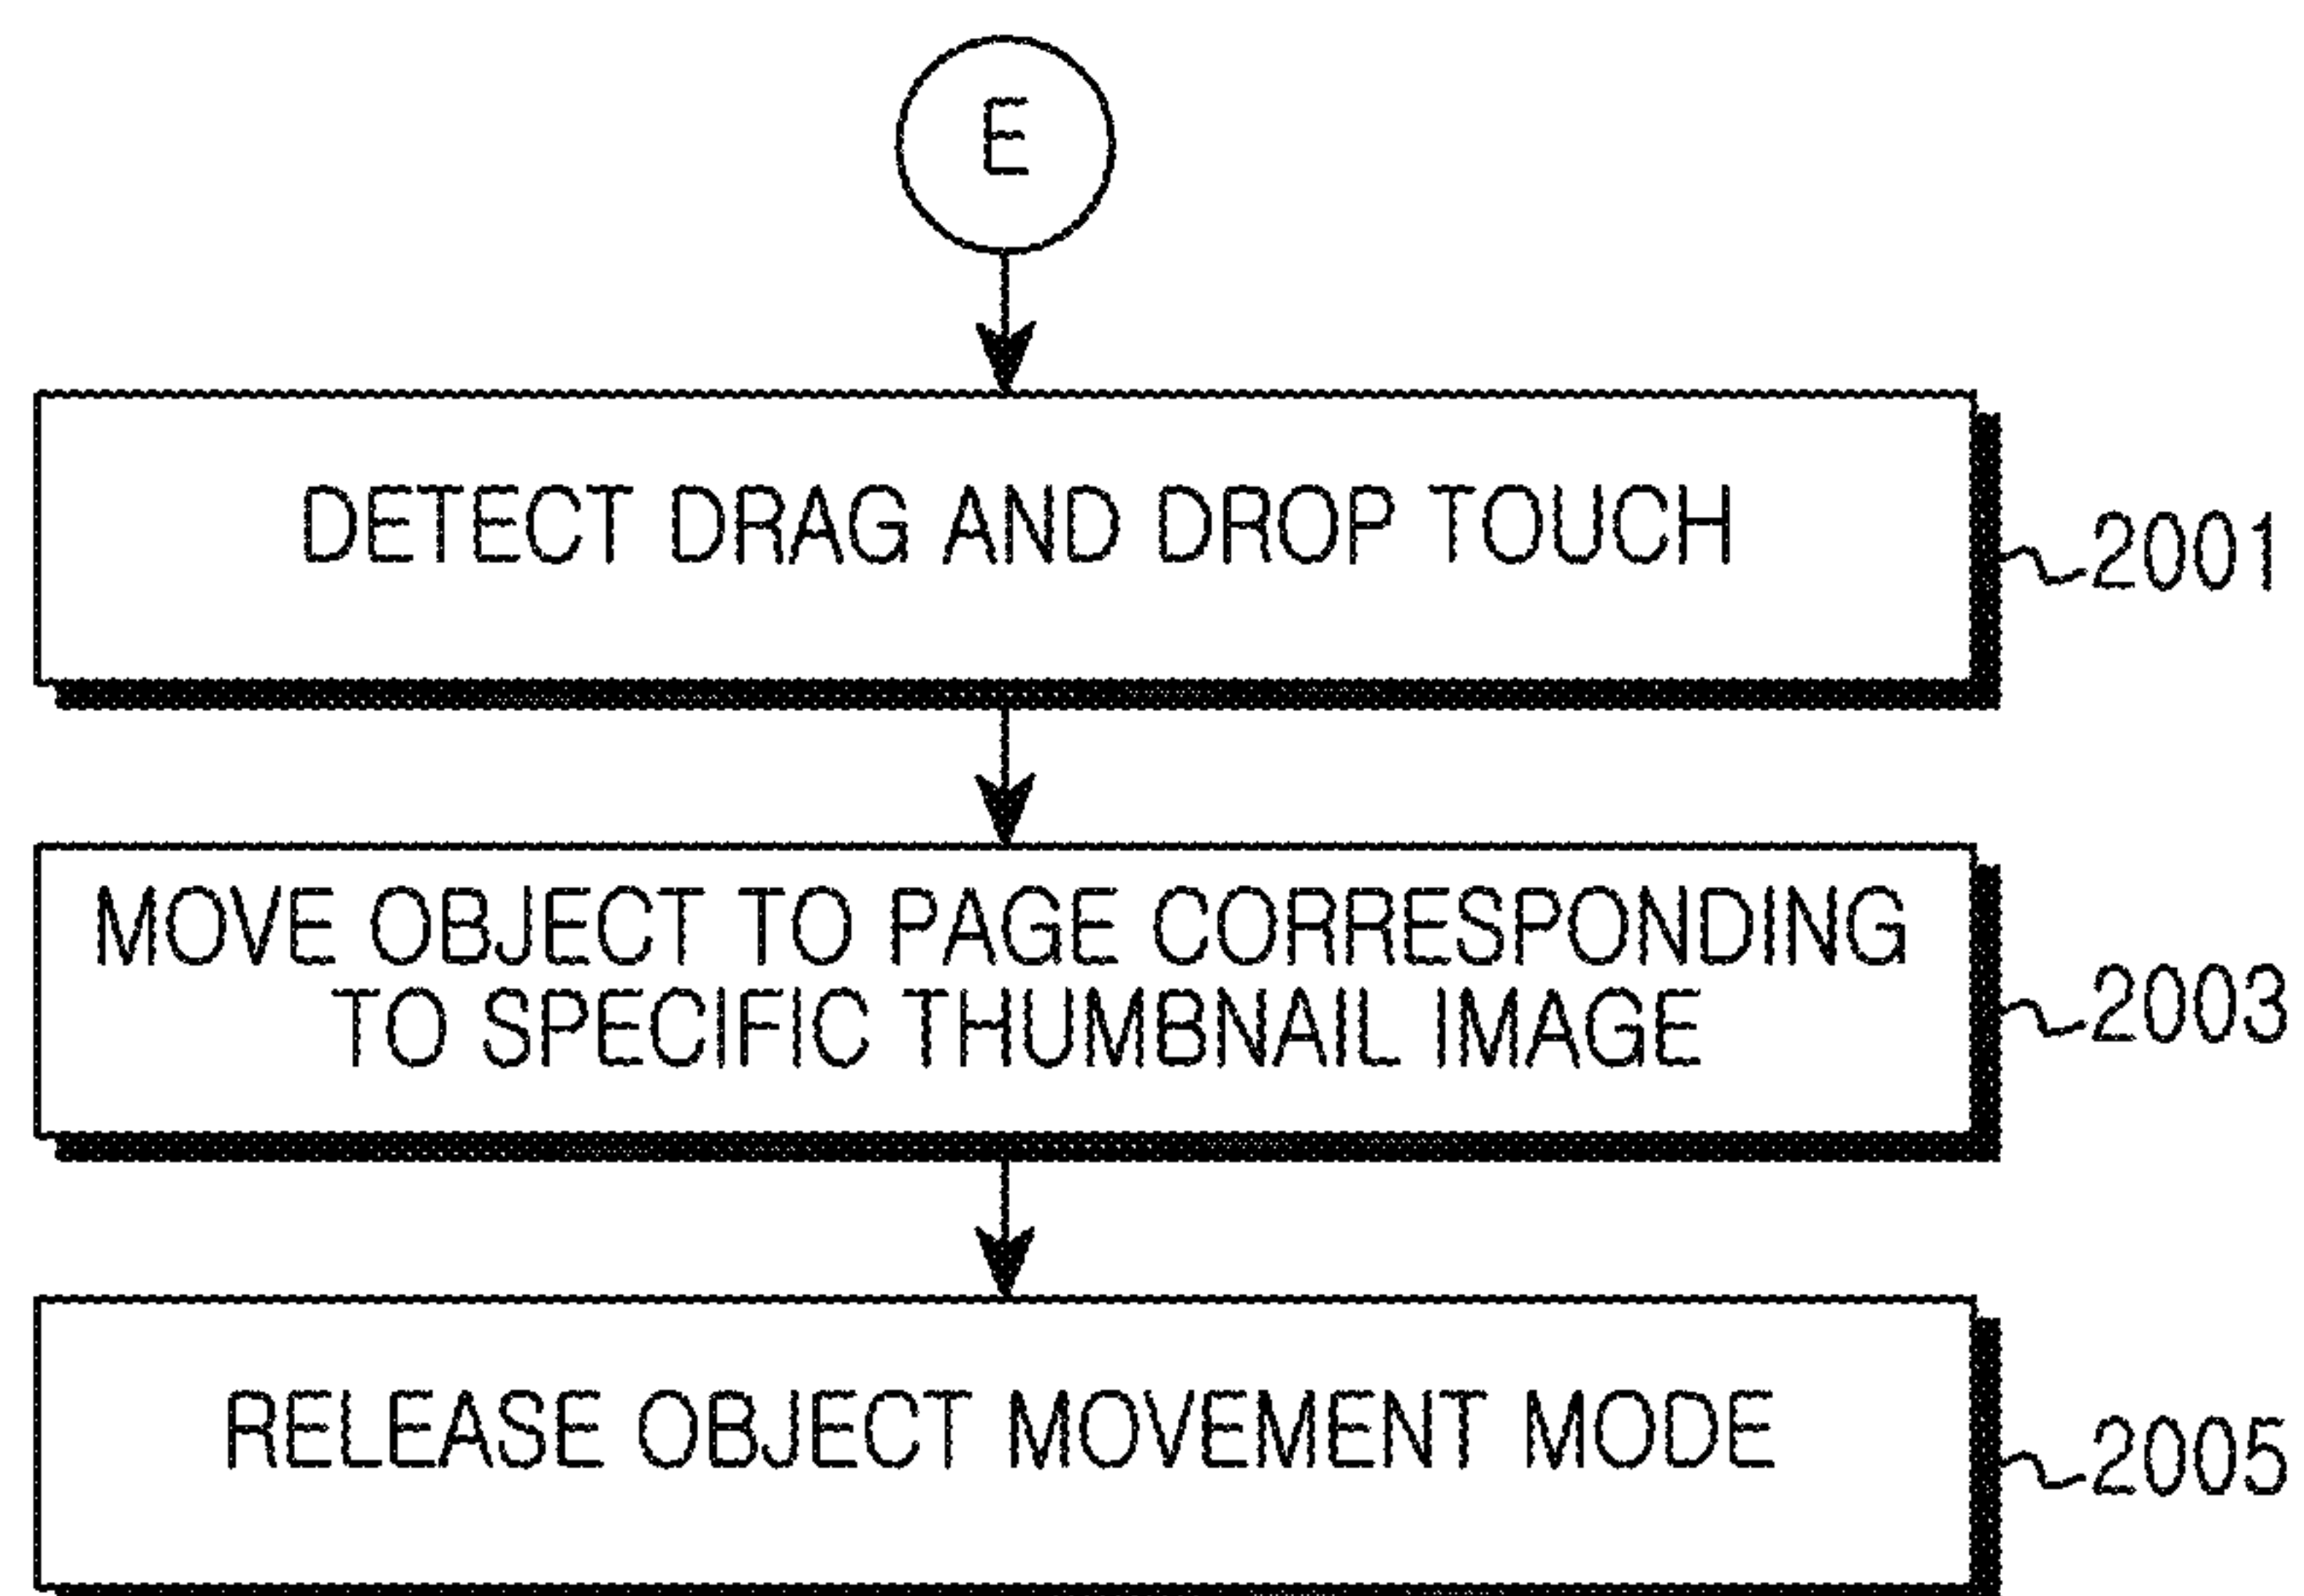 E
DETECT DRAG AND DROP TOUCH
2001
MOVE OBJECT TO PAGE CORRESPONDING
TO SPECIFIC THUMBNAIL IMAGE
2003
RELEASE OBJECT MOVEMENT MODE
2005